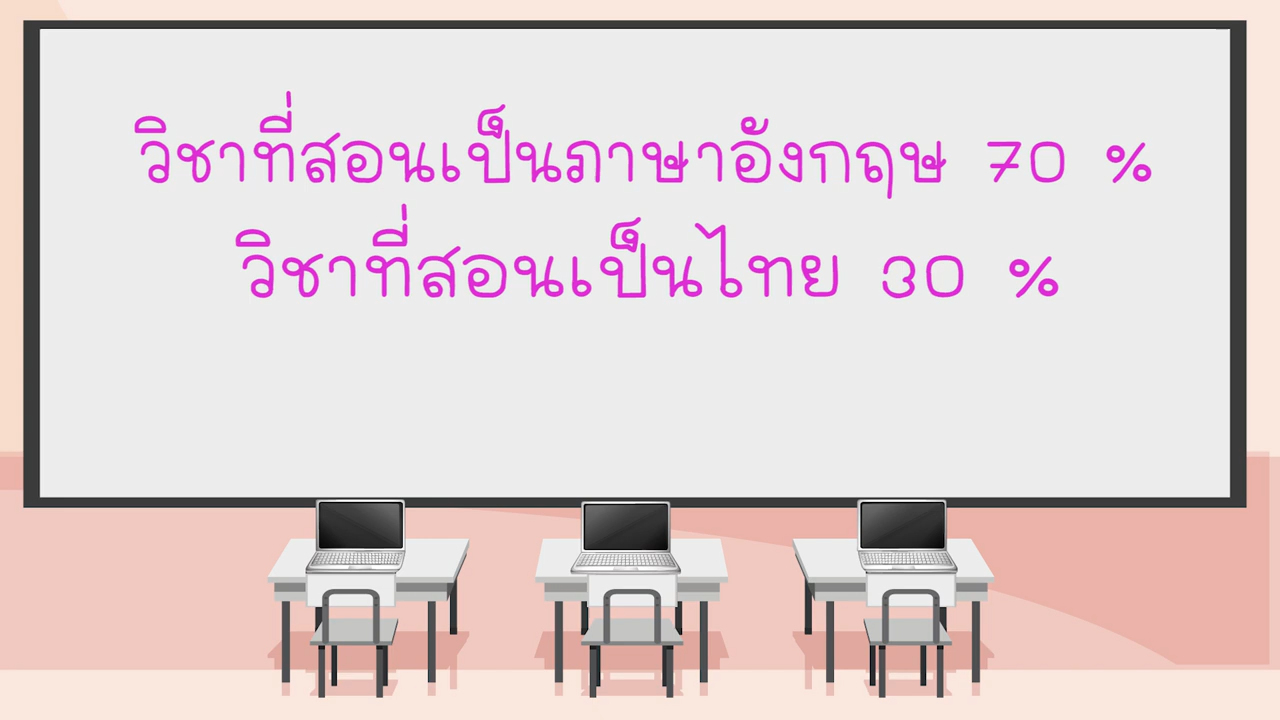 วิชาที่สอนเป็นภาษาอังกฤษ 70 %
วิชาที่สอนเป็นไทย 30 %